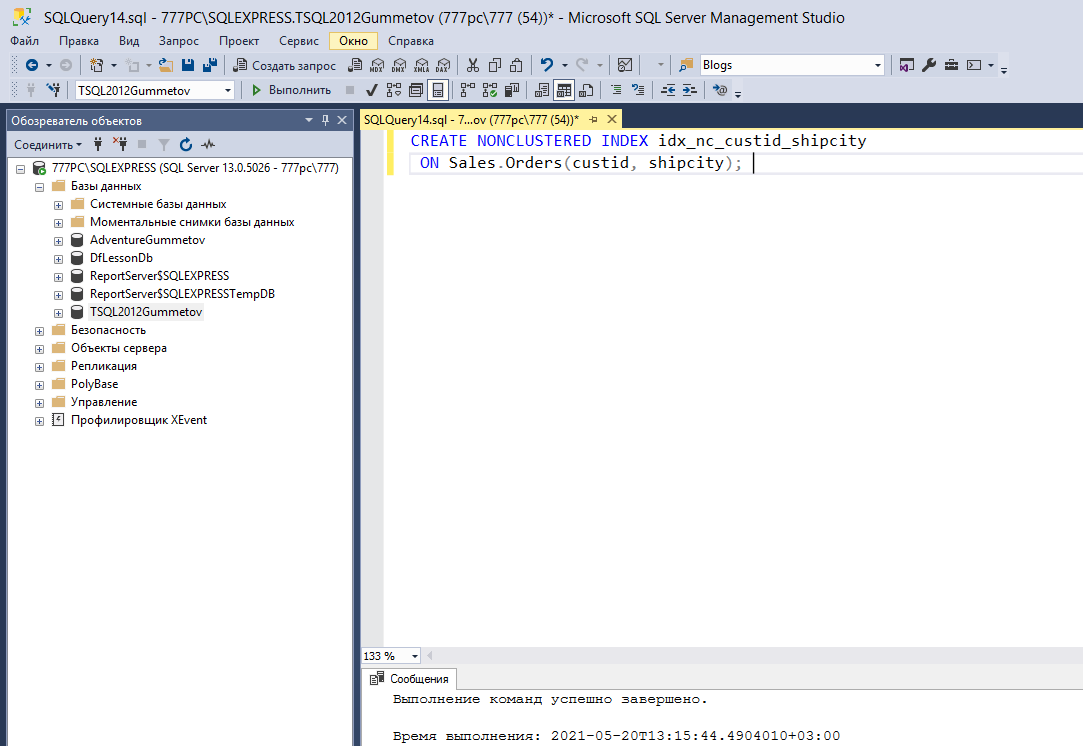 SQLQuery14.sql - 777PC\SQLEXPRESS.TSQL2012Gummetov (777pc\777 (54))* - Microsoft SQL Server Management Studio
Файл Правка Вид Запрос Проект Сервис Окно Справка
Создать запрос MDX DMX XMLA DAX Blogs
TSQL2012Gummetov Выполнить
Обозреватель объектов
Соединить
777PC\SQLEXPRESS (SQL Server 13.0.5026 - 777pc\777)
Базы данных
Системные базы данных
Моментальные снимки базы данных
AdventureGummetov
DfLessonDb
ReportServer$SQLEXPRESS
ReportServer$SQLEXPRESSTempDB
TSQL2012Gummetov
Безопасность
Объекты сервера
Репликация
PolyBase
Управление
Профилировщик XEvent
SQLQuery14.sql - 7...ov (777pc\777 (54))*
CREATE NONCLUSTERED INDEX idx_nc_custid_shipcity
ON Sales.Orders(custid, shipcity);
133 %
Сообщения
Выполнение команд успешно завершено.
Время выполнения: 2021-05-20T13:15:44.4904010+03:00